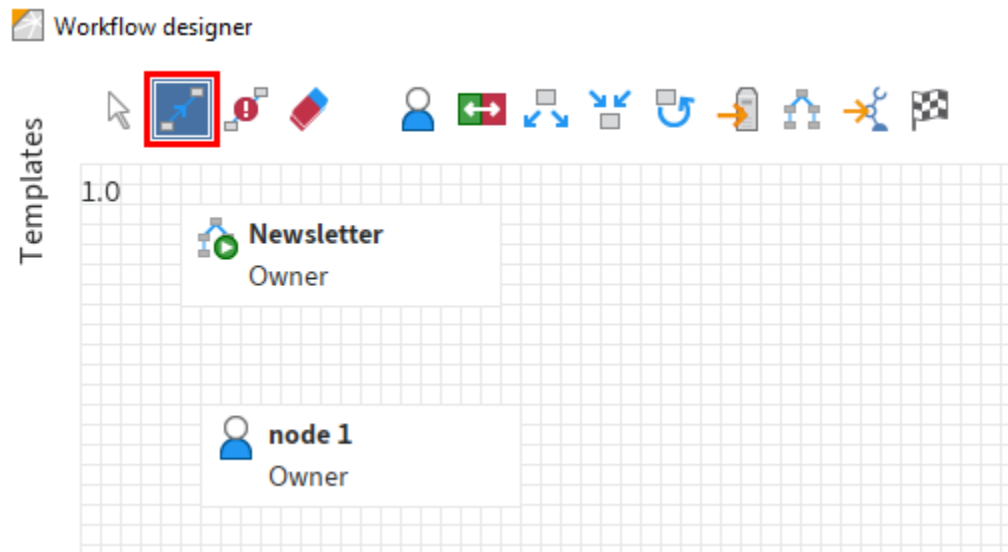 Workflow designer
Templates
1.0
Newsletter
Owner
node 1
Owner